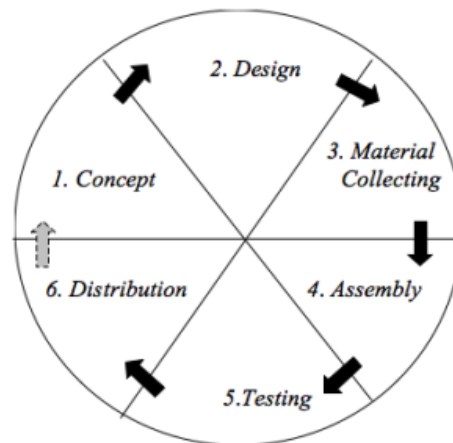 1. Concept
2. Design
3. Material
Collecting
4. Assembly
5.Testing
6. Distribution